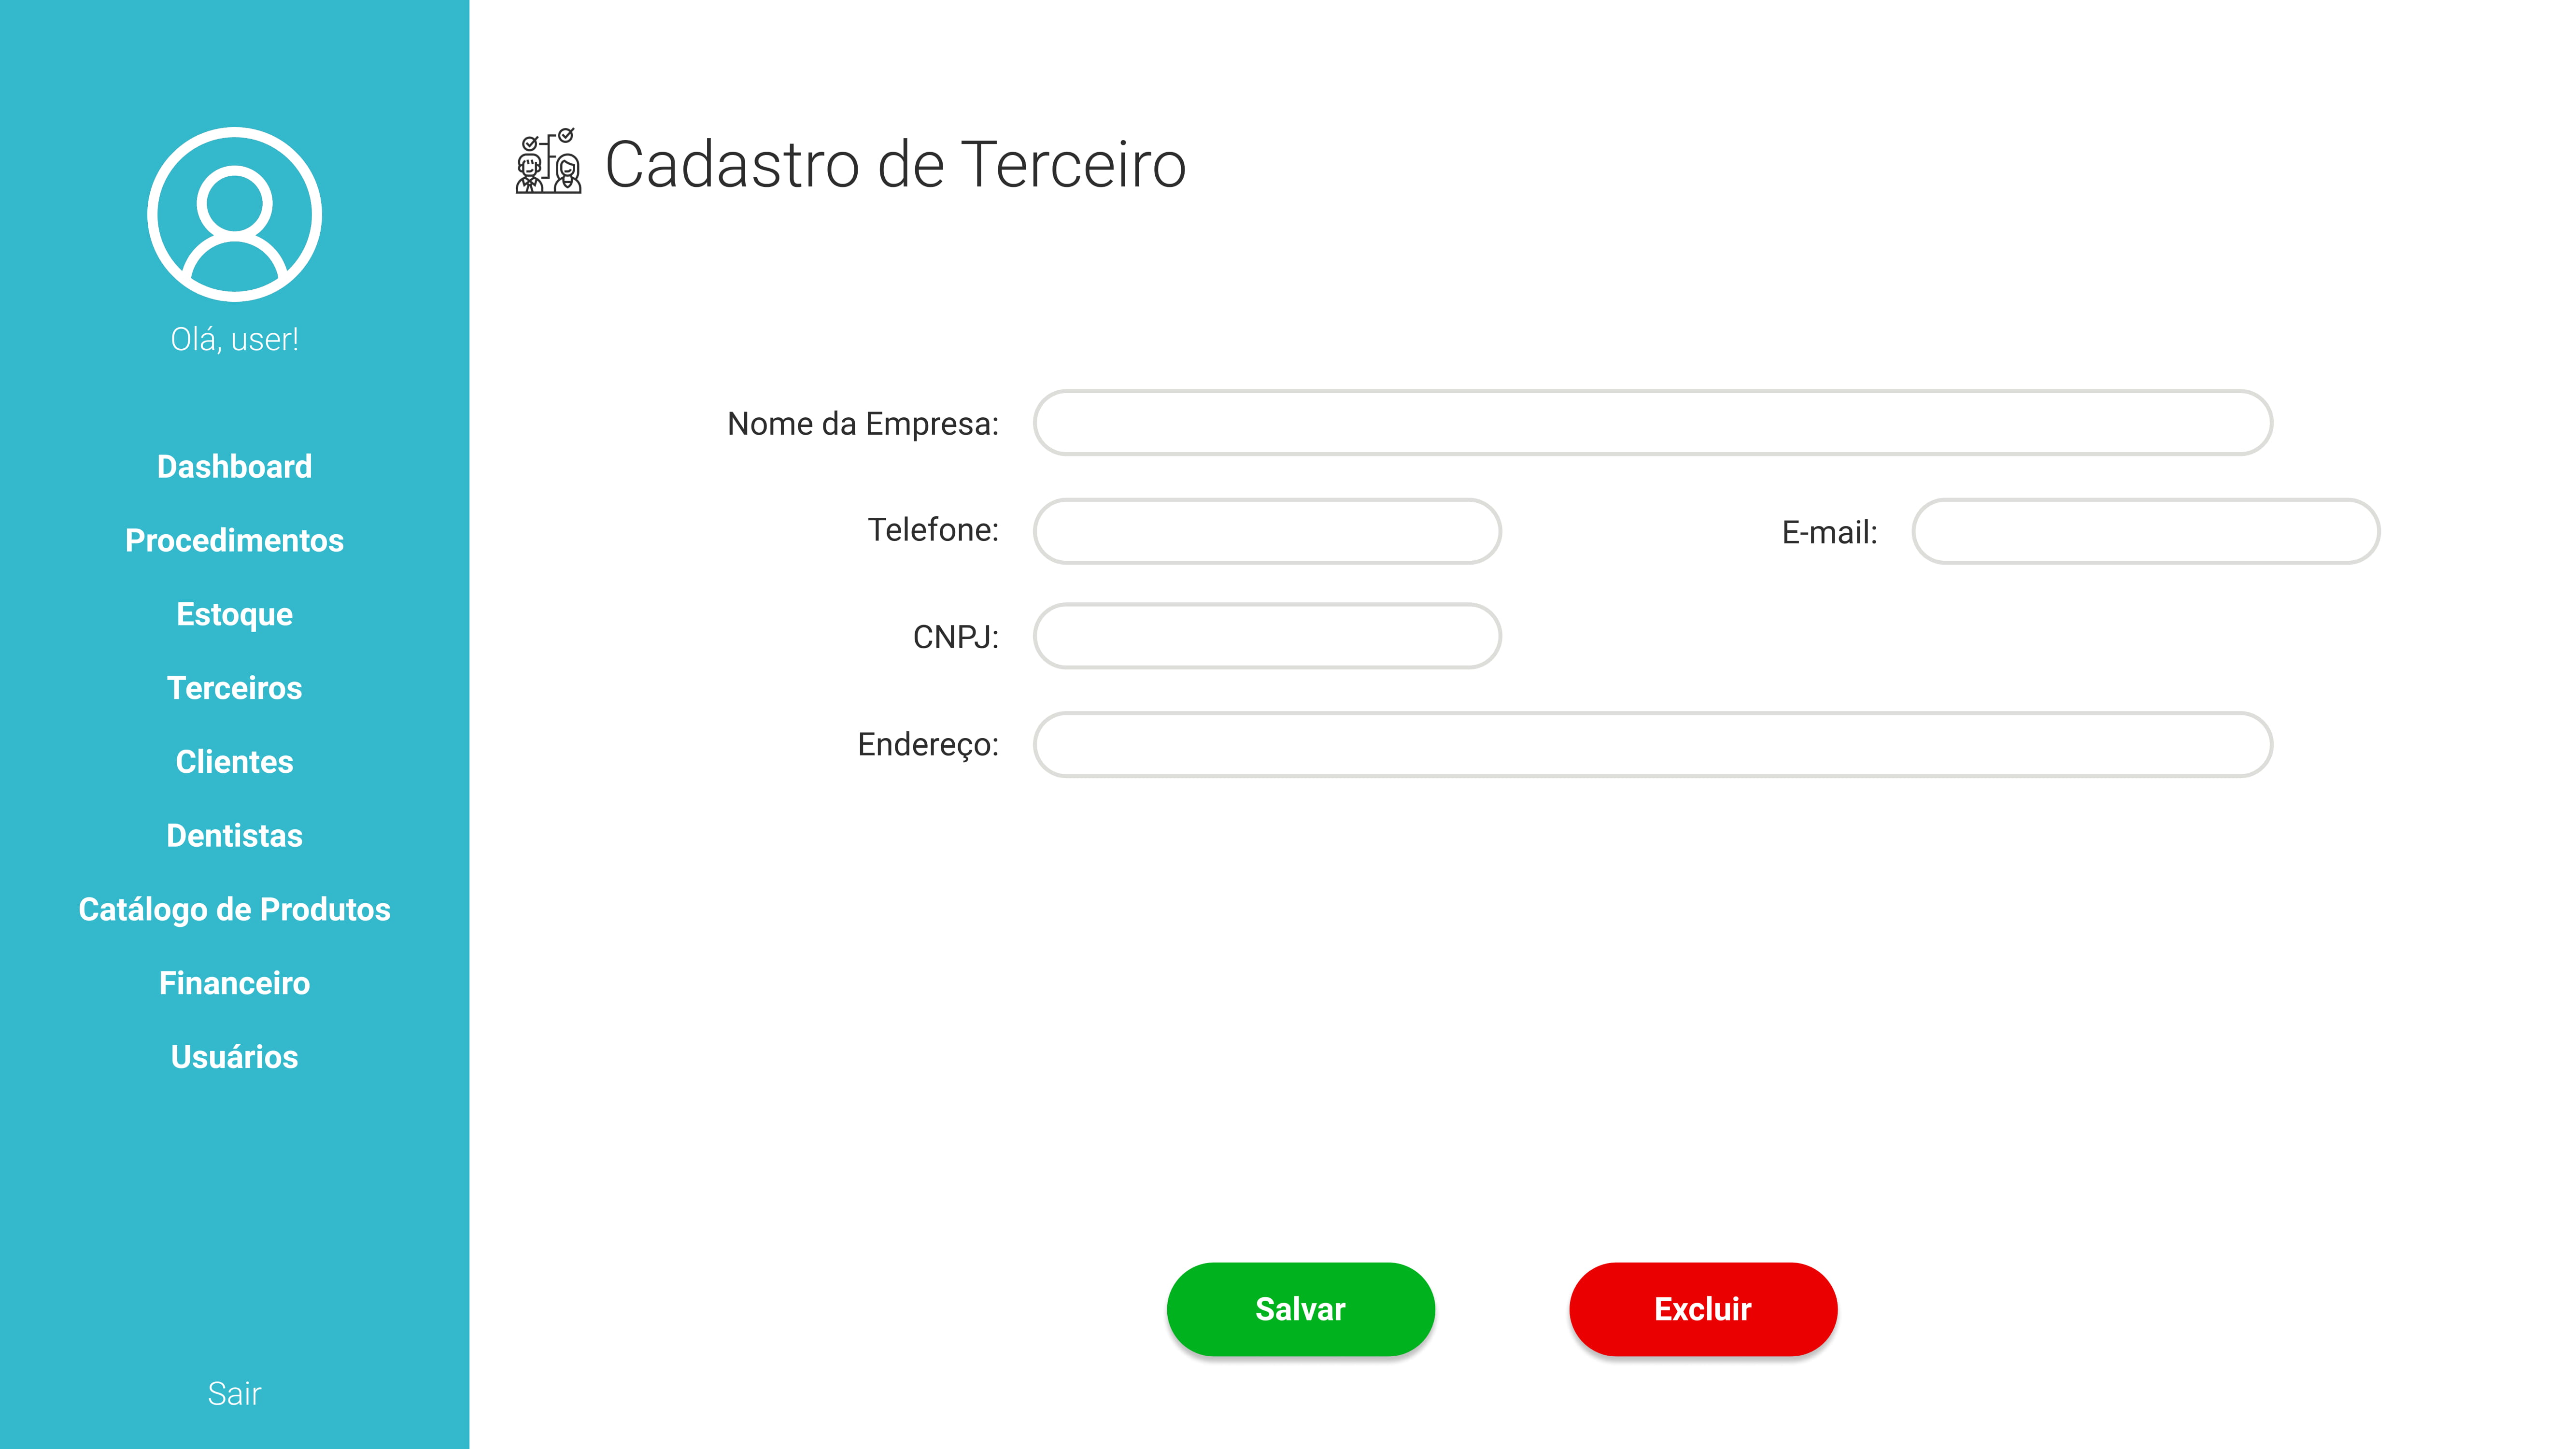 Olá, user!
Dashboard
Procedimentos
Estoque
Terceiros
Clientes
Dentistas
Catálogo de Produtos
Financeiro
Usuários
Sair
Cadastro de Terceiro
Nome da Empresa:
Telefone:
E-mail:
CNPJ:
Endereço:
Salvar
Excluir